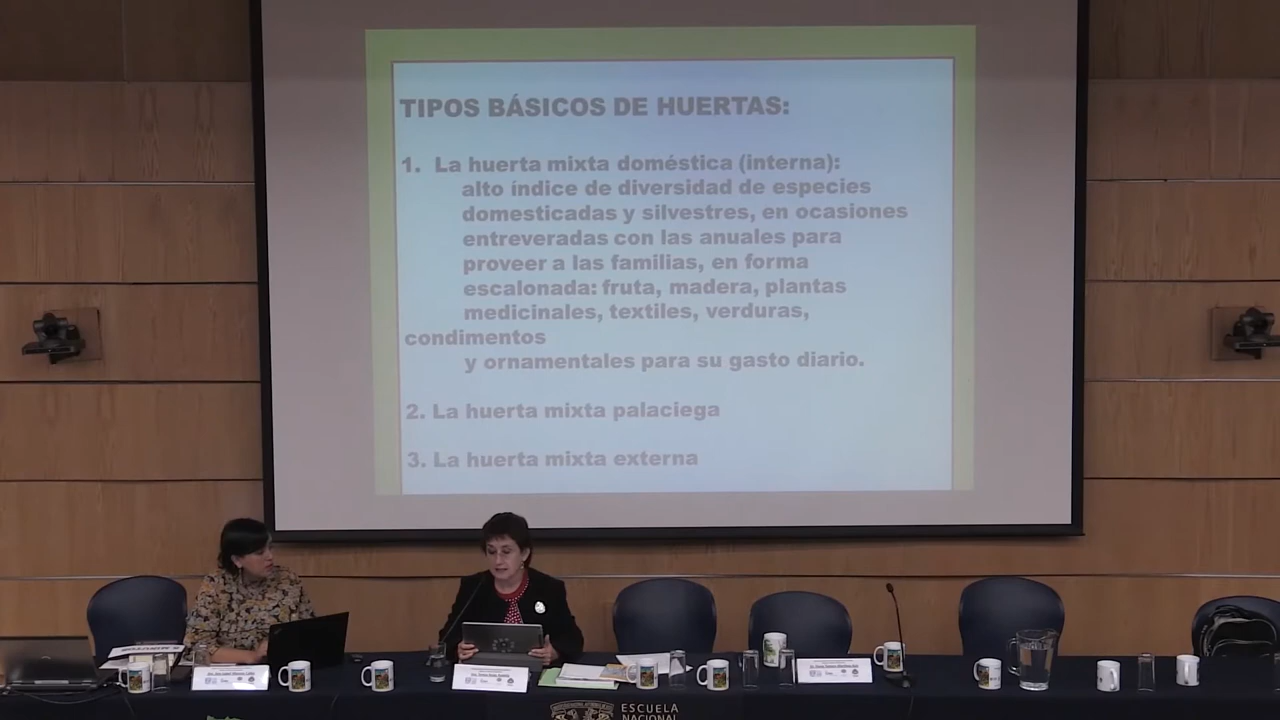 TIPOS BÁSICOS DE HUERTAS:
1. La huerta mixta doméstica (interna):
alto índice de diversidad de especies
domesticadas y silvestres, en ocasiones
entreveradas con las anuales para
proveer a las familias, en forma
escalonada: fruta, madera, plantas
medicinales, textiles, verduras,
condimentos
y ornamentales para su gasto diario.
2. La huerta mixta palaciega
3. La huerta mixta externa
ESCUELA
NACIONAL